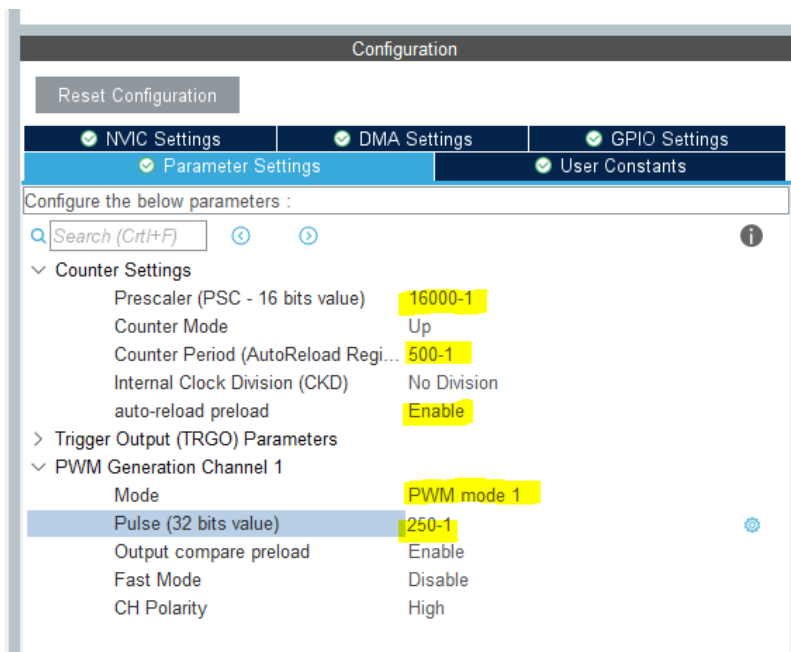 Configuration
Reset Configuration
NVIC Settings DMA Settings GPIO Settings
Parameter Settings User Constants
Configure the below parameters :
Search (Crtl+F)
Counter Settings
Prescaler (PSC - 16 bits value) 16000-1
Counter Mode Up
Counter Period (AutoReload Regi... 500-1
Internal Clock Division (CKD) No Division
auto-reload preload Enable
Trigger Output (TRGO) Parameters
PWM Generation Channel 1
Mode PWM mode 1
Pulse (32 bits value) 250-1
Output compare preload Enable
Fast Mode Disable
CH Polarity High